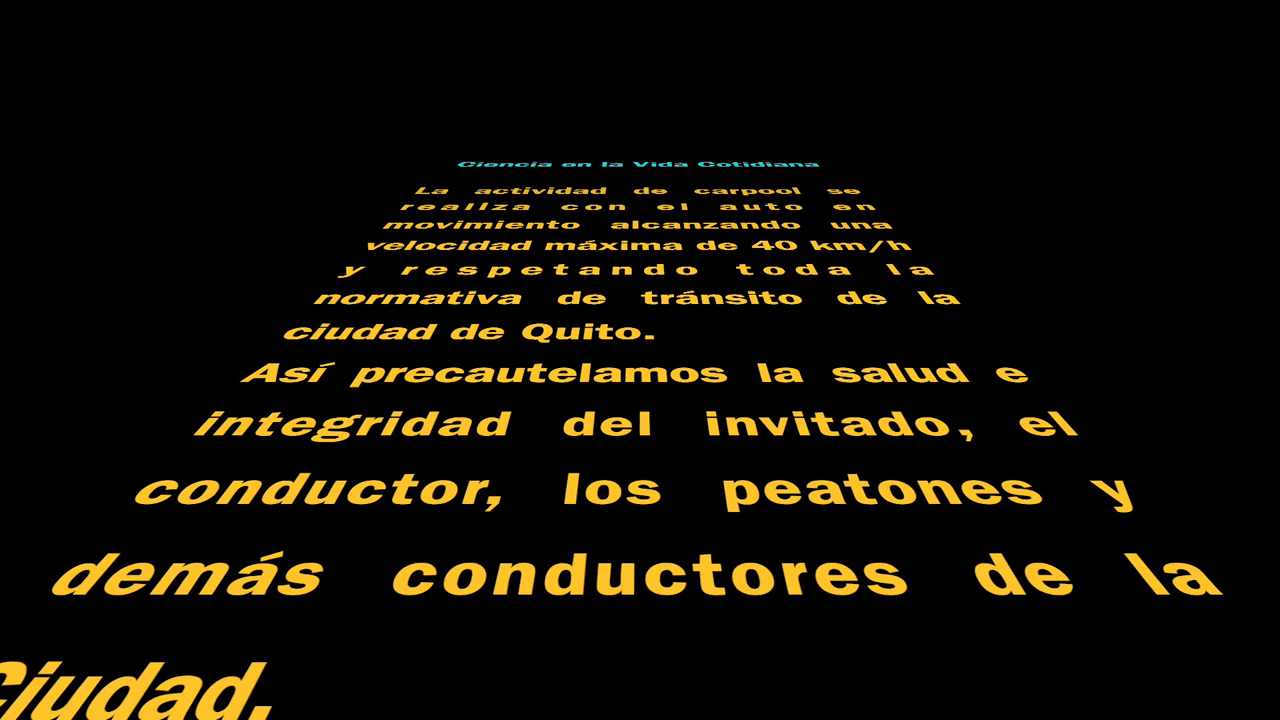 Ciencia en la Vida Cotidiana
La actividad de carpool se
realiza con el auto en
movimiento alcanzando una
velocidad máxima de 40 km/h
y respetando toda la
normativa de tránsito de la
ciudad de Quito.
Así precautelamos la salud e
integridad del invitado, el
conductor, los peatones y
demás conductores de la
Ciudad.